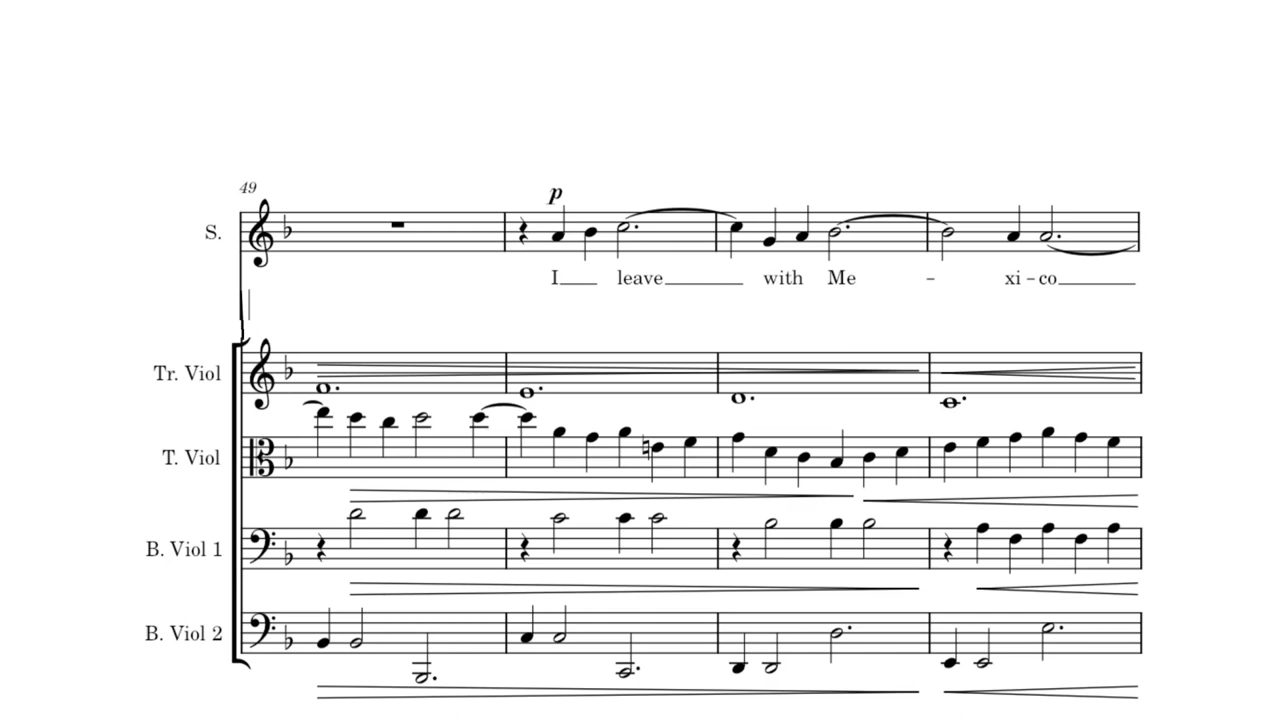 49
p
S.
I leave with Me - xi - co
Tr. Viol
T. Viol
B. Viol 1
B. Viol 2